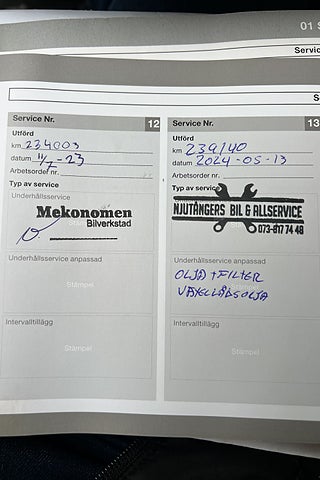 01 S
Servic
S
Service Nr. 12
Utförd
km 234003
datum 11/7-23
Arbetsorder nr.
Typ av service
Underhållsservice
Mekonomen
Bilverkstad
Underhållsservice anpassad
Stämpel
Intervalltillägg
Stämpel
Service Nr. 13
Utförd
km 239140
datum 2024-05-13
Arbetsorder nr.
Typ av service
NJUTÅNGERS BIL & ALLSERVICE
073-817 74 48
Underhållsservice anpassad
OLJA + FILTER
VÄXELLÅDSOLJA
Intervalltillägg
Stämpel